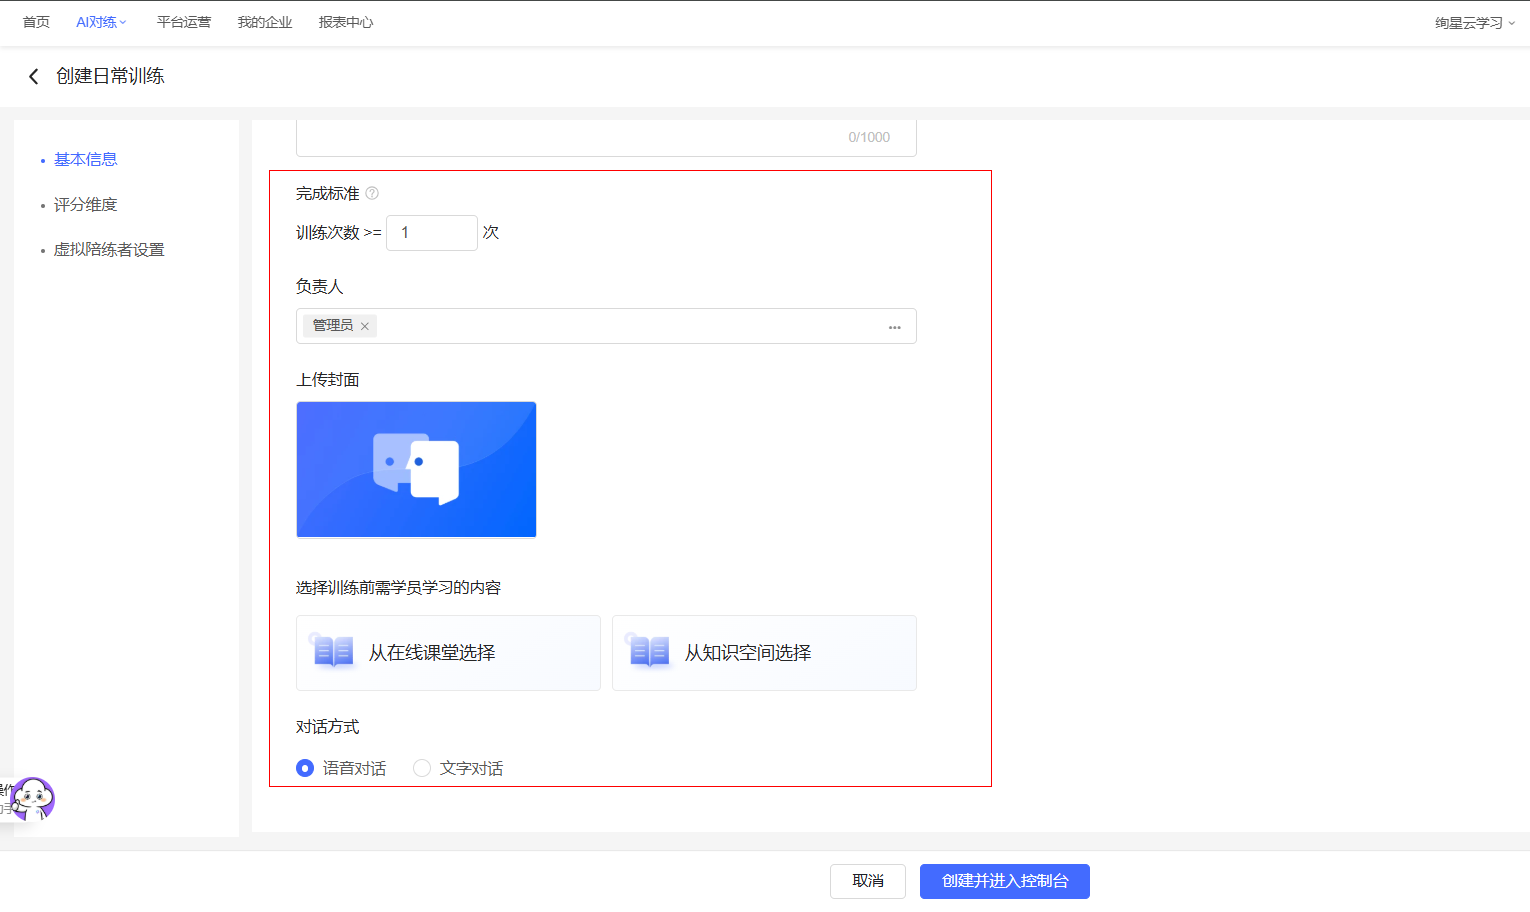 首页 AI对练 平台运营 我的企业 报表中心 绚星云学习
创建日常训练
基本信息
评分维度
虚拟陪练者设置
0/1000
完成标准 ?
训练次数 >= 1 次
负责人
管理员 × ...
上传封面
选择训练前需学员学习的内容
从在线课堂选择 从知识空间选择
对话方式
语音对话 文字对话
取消 创建并进入控制台